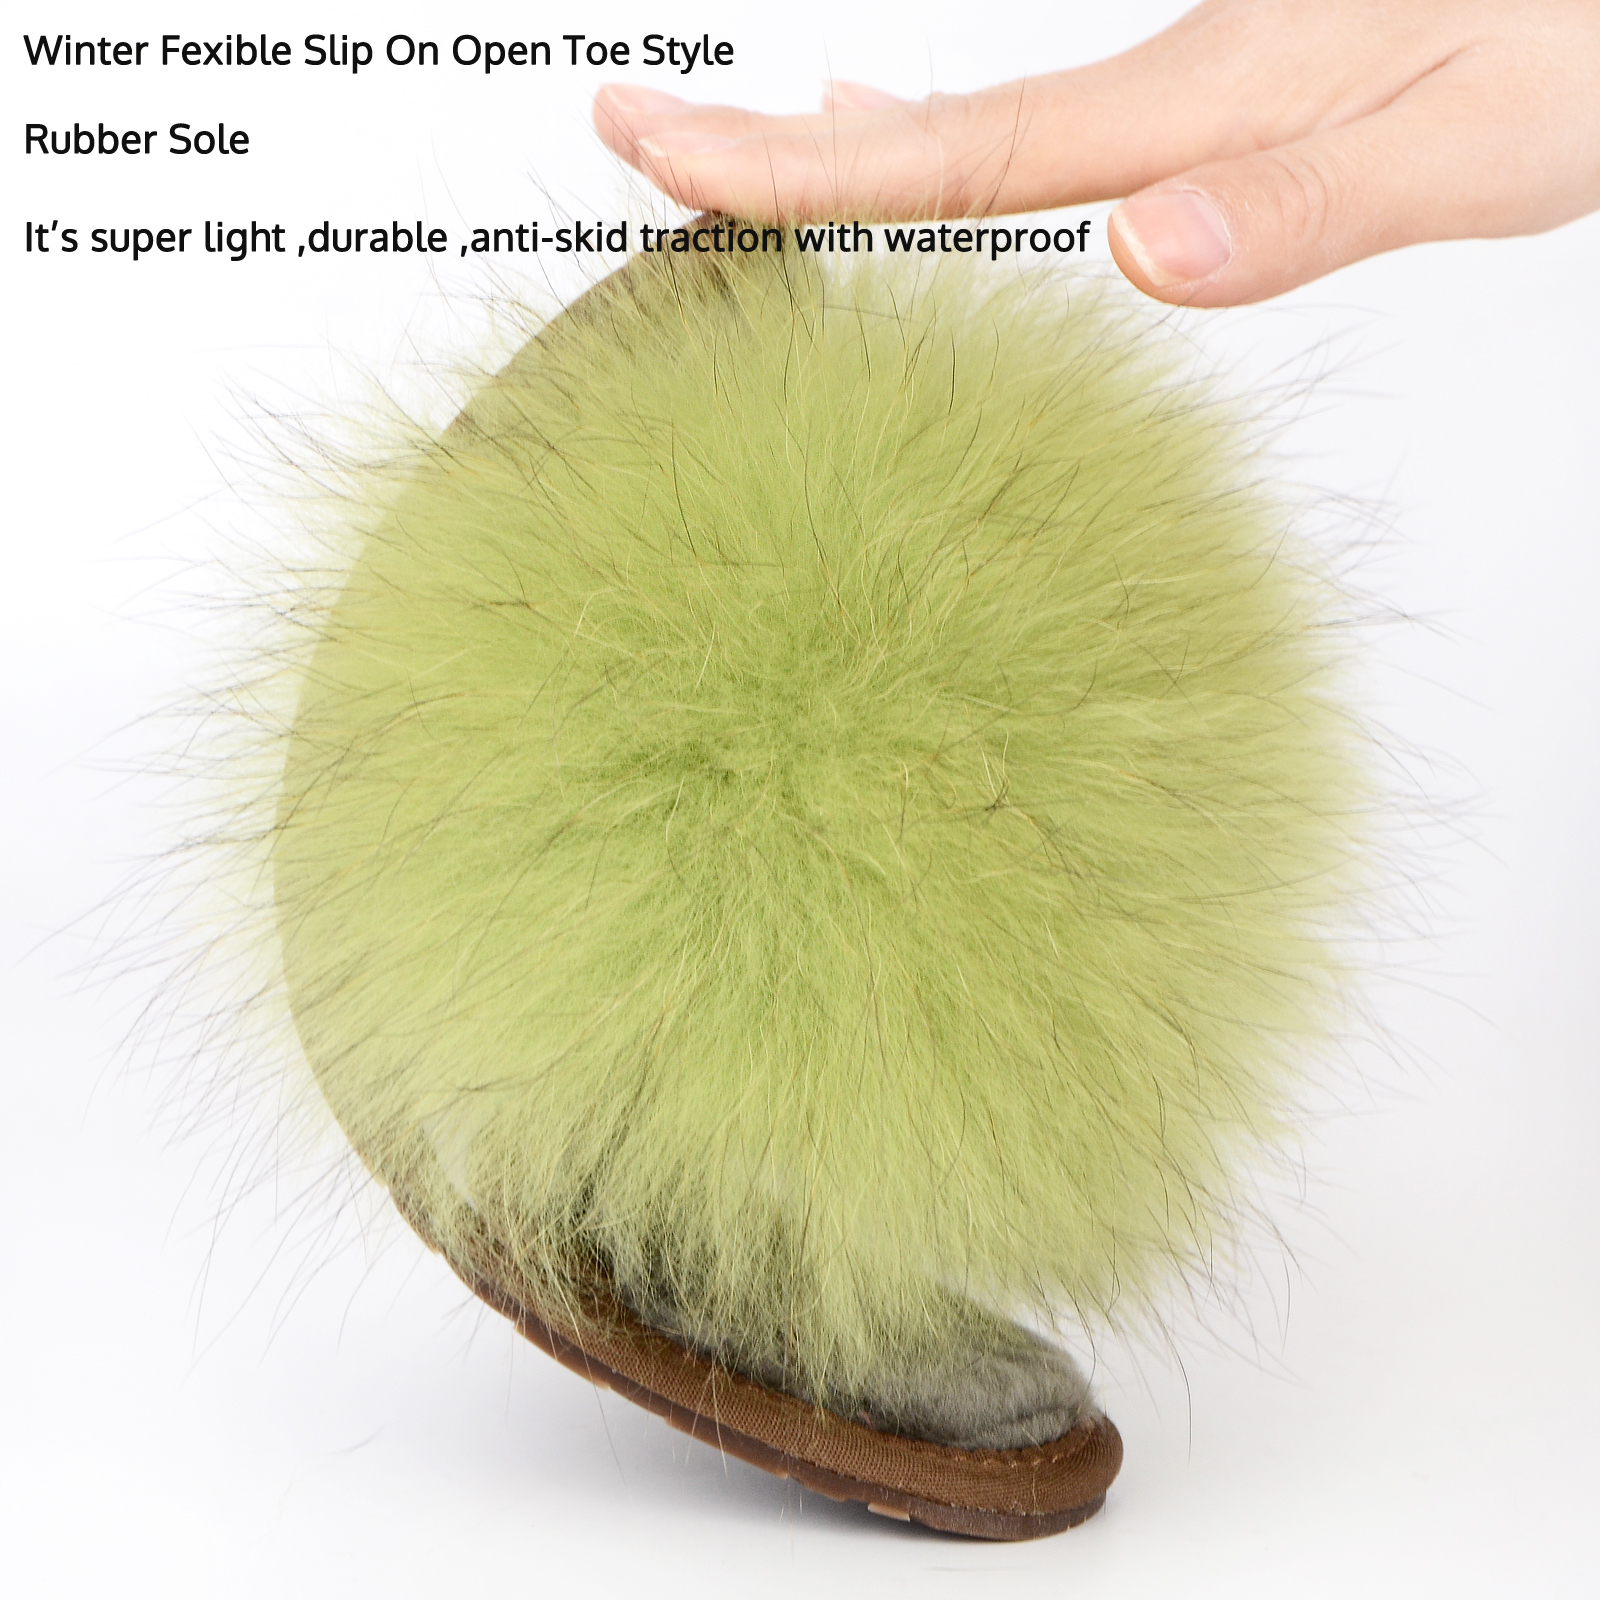 Winter Fexible Slip On Open Toe Style
Rubber Sole
It’s super light ,durable ,anti-skid traction with waterproof